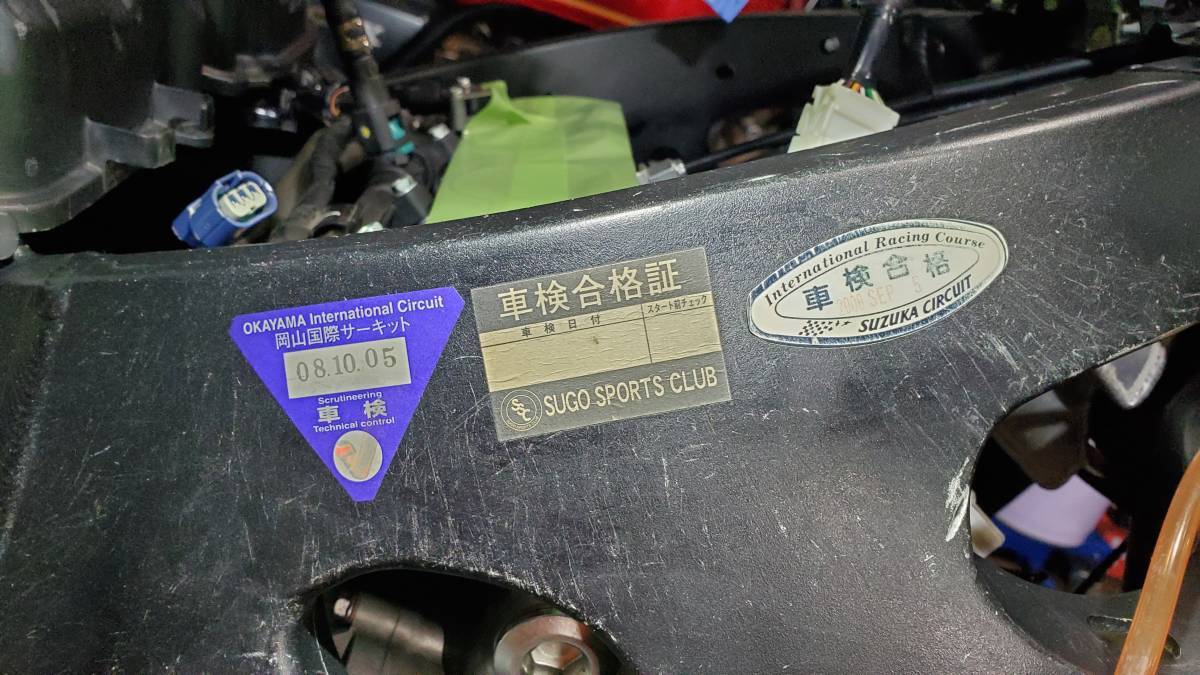 OKAYAMA International Circuit
岡山国際サーキット
08.10.05
Scrutineering
車検
Technical control
車検合格証
車検日付
スタート前チェック
SSC
SUGO SPORTS CLUB
International Racing Course
車検合格
2008 SEP 5
SUZUKA CIRCUIT